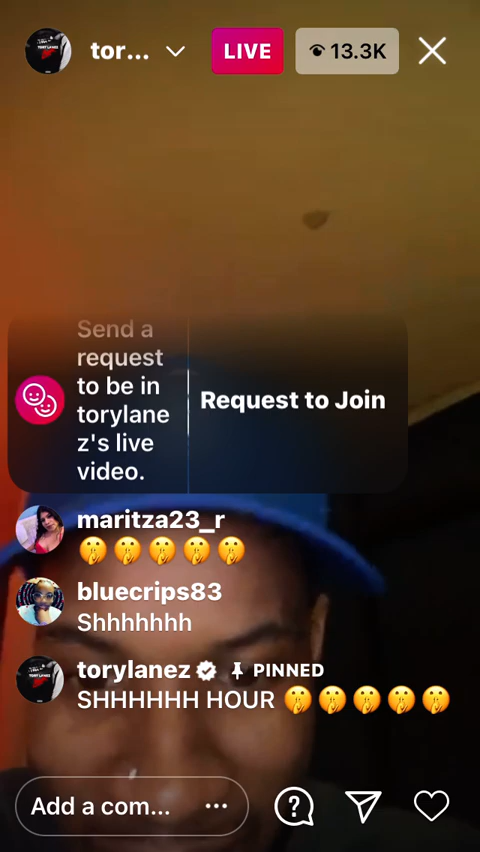 tor...
LIVE
13.3K
Send a
request
to be in
torylane
z's live
video.
Request to Join
maritza23_r
🤫🤫🤫🤫🤫
bluecrips83
Shhhhhhh
torylanez PINNED
SHHHHHH HOUR 🤫🤫🤫🤫🤫
Add a com...